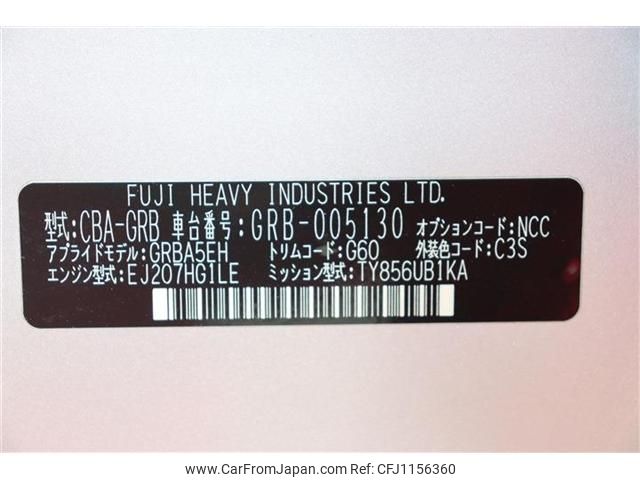 FUJI HEAVY INDUSTRIES LTD.
型式:CBA-GRB 車台番号:GRB-005130 オプションコード:NCC
アプライドモデル:GRBA5EH トリムコード:G60 外装色コード:C3S
エンジン型式:EJ207HG1LE ミッション型式:TY856UB1KA
www.CarFromJapan.com - CarFromJapan - CFJ1156360